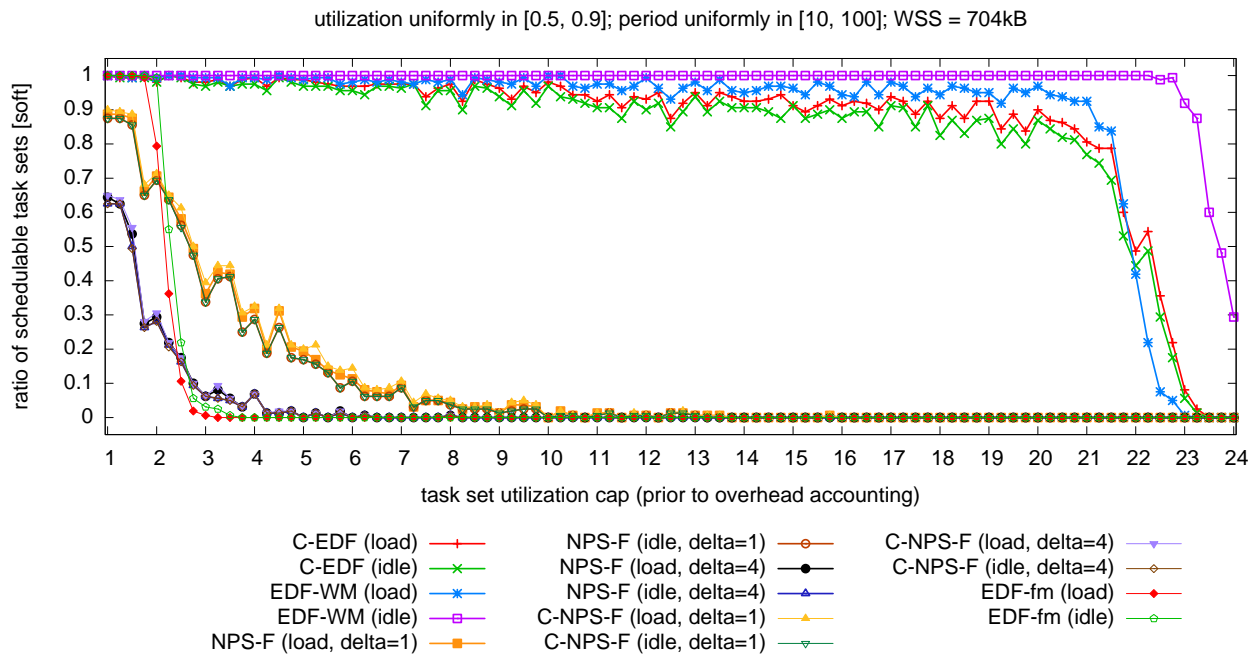 utilization uniformly in [0.5, 0.9]; period uniformly in [10, 100]; WSS = 704kB
ratio of schedulable task sets [soft]
1
0.9
0.8
0.7
0.6
0.5
0.4
0.3
0.2
0.1
0
1 2 3 4 5 6 7 8 9 10 11 12 13 14 15 16 17 18 19 20 21 22 23 24
task set utilization cap (prior to overhead accounting)
C-EDF (load)
C-EDF (idle)
EDF-WM (load)
EDF-WM (idle)
NPS-F (load, delta=1)
NPS-F (idle, delta=1)
NPS-F (load, delta=4)
NPS-F (idle, delta=4)
C-NPS-F (load, delta=1)
C-NPS-F (idle, delta=1)
C-NPS-F (load, delta=4)
C-NPS-F (idle, delta=4)
EDF-fm (load)
EDF-fm (idle)